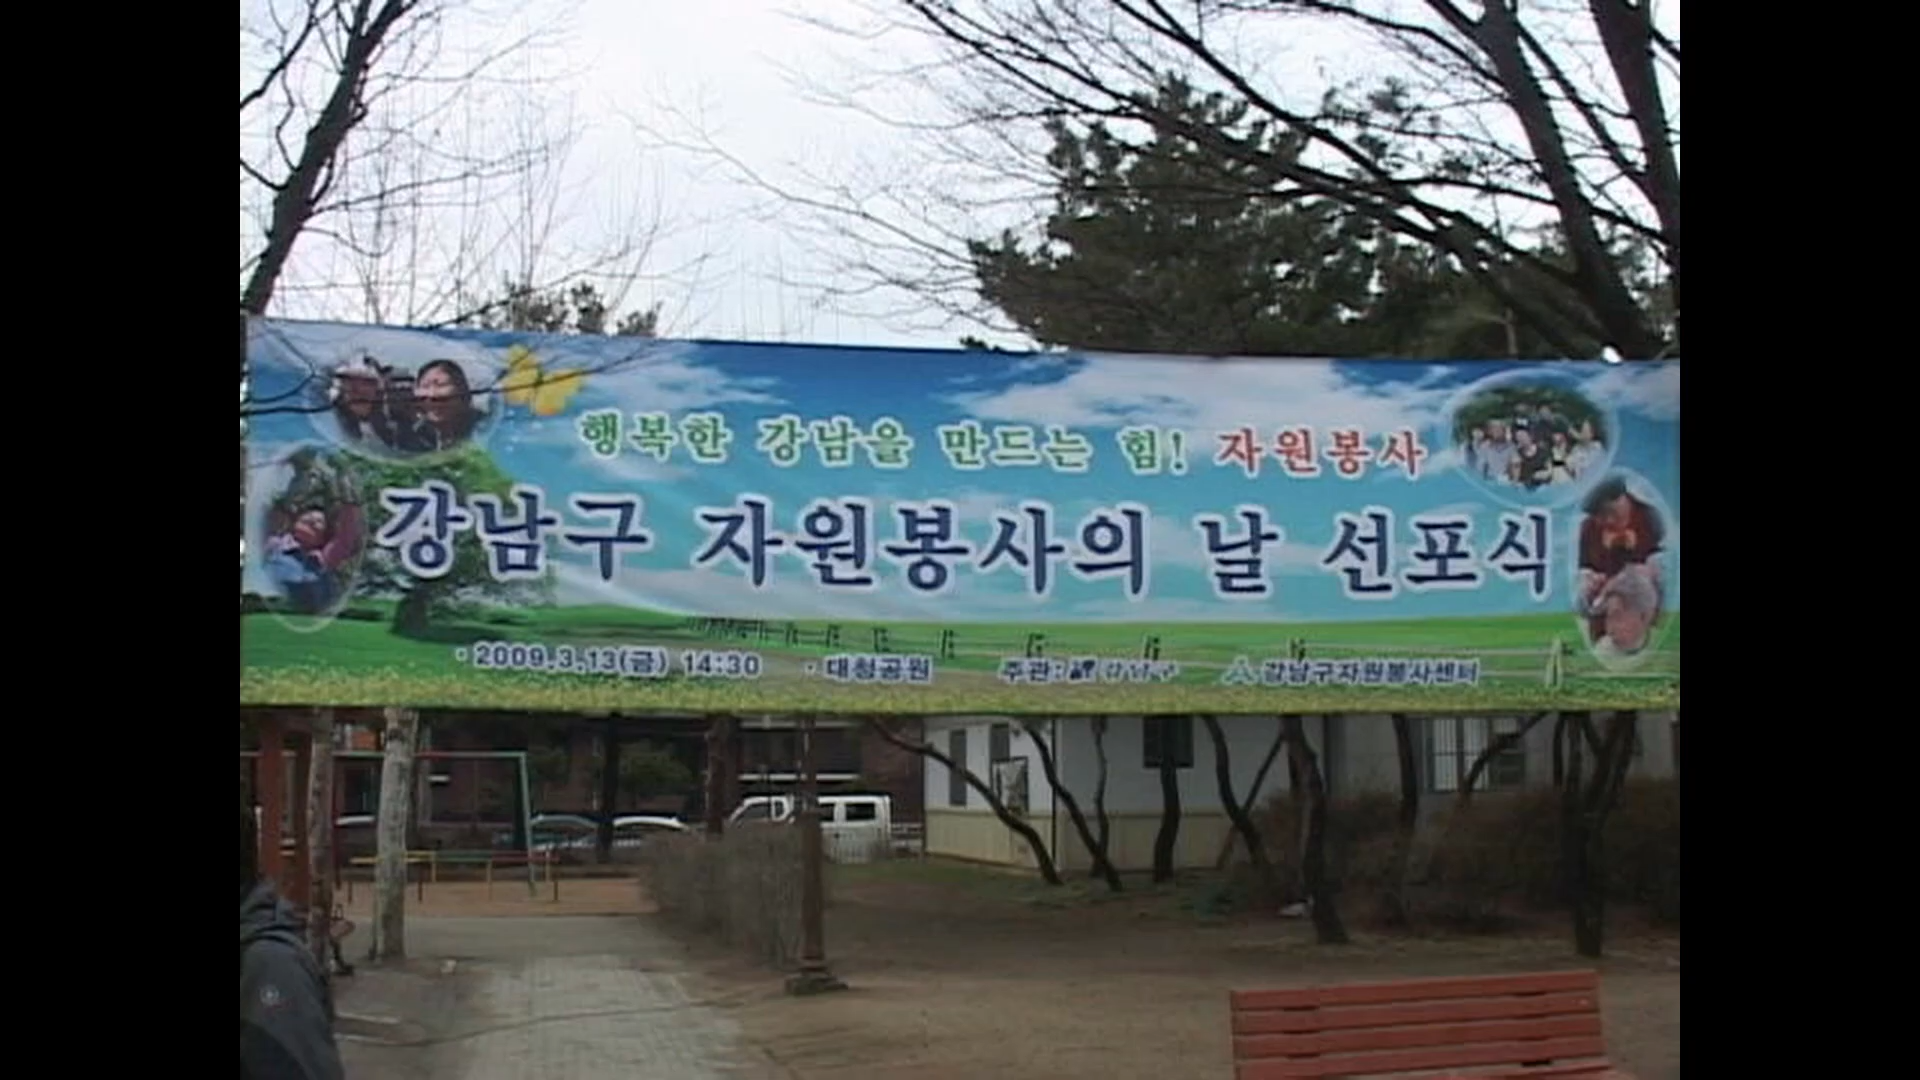 행복한 강남을 만드는 힘! 자원봉사
강남구 자원봉사의 날 선포식
·2009.3.13(금) 14:30 ·대청공원 주관: 강남구 강남구자원봉사센터